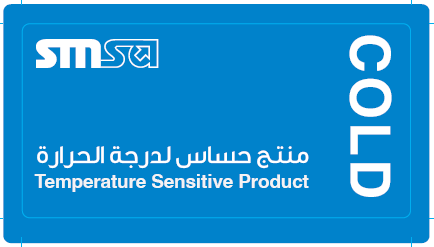 smsa
منتج حساس لدرجة الحرارة
Temperature Sensitive Product
COLD